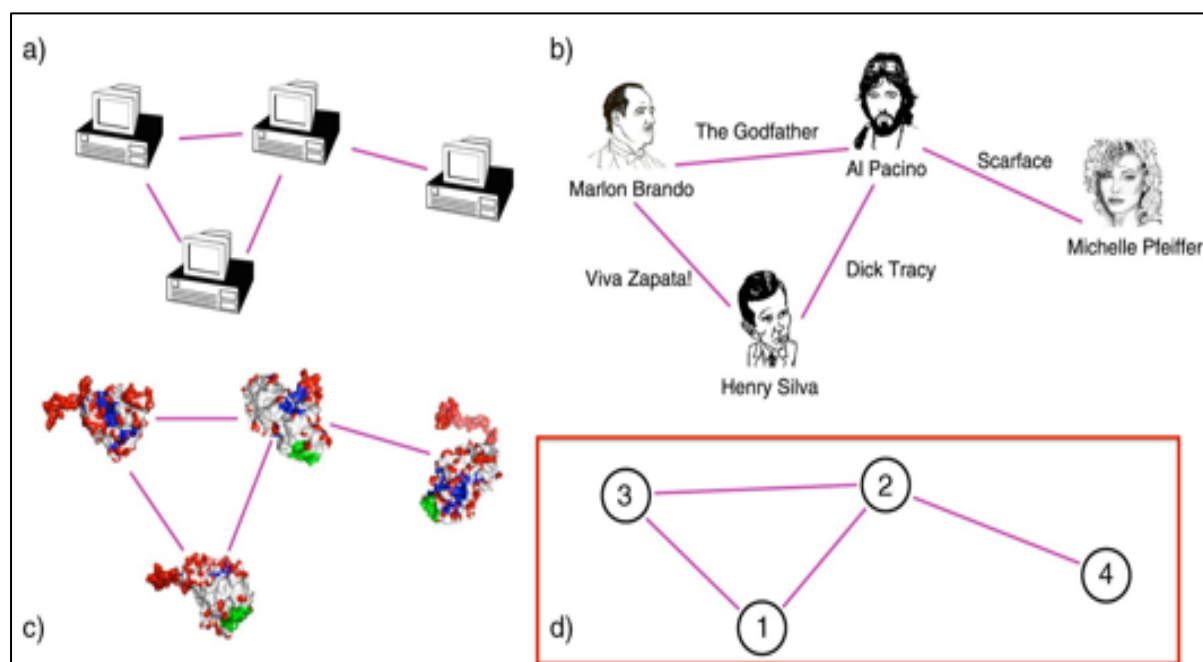 a)
b)
The Godfather
Al Pacino
Scarface
Marlon Brando
Michelle Pfeiffer
Viva Zapata!
Dick Tracy
Henry Silva
c)
d)
3
2
4
1